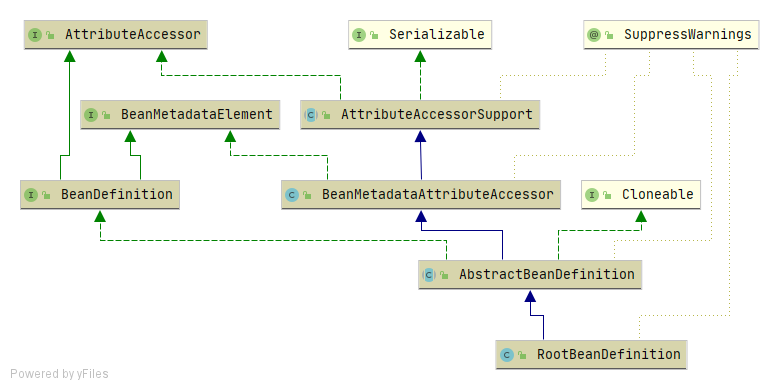 AttributeAccessor
Serializable
SuppressWarnings
BeanMetadataElement
AttributeAccessorSupport
BeanDefinition
BeanMetadataAttributeAccessor
Cloneable
AbstractBeanDefinition
RootBeanDefinition
Powered by yFiles